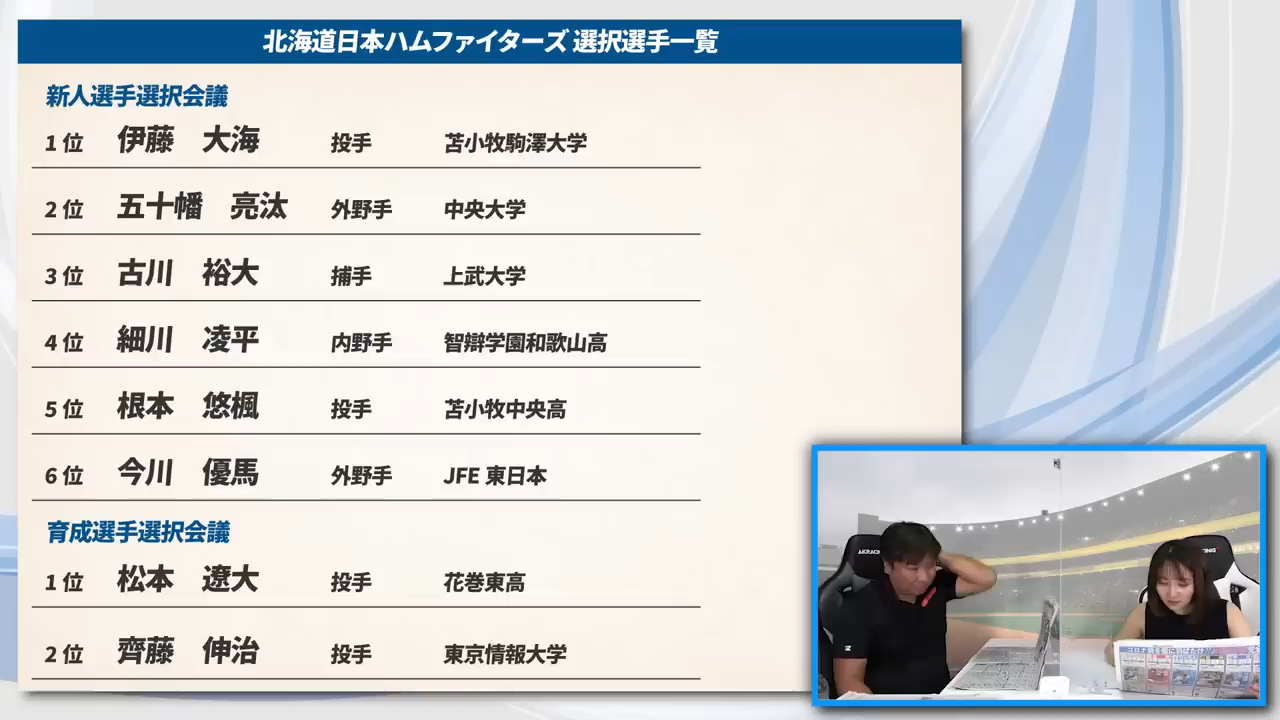 北海道日本ハムファイターズ 選択選手一覧
新人選手選択会議
1 位 伊藤 大海 投手 苫小牧駒澤大学
2 位 五十幡 亮汰 外野手 中央大学
3 位 古川 裕大 捕手 上武大学
4 位 細川 凌平 内野手 智辯学園和歌山高
5 位 根本 悠楓 投手 苫小牧中央高
6 位 今川 優馬 外野手 JFE 東日本
育成選手選択会議
1 位 松本 遼大 投手 花巻東高
2 位 齊藤 伸治 投手 東京情報大学